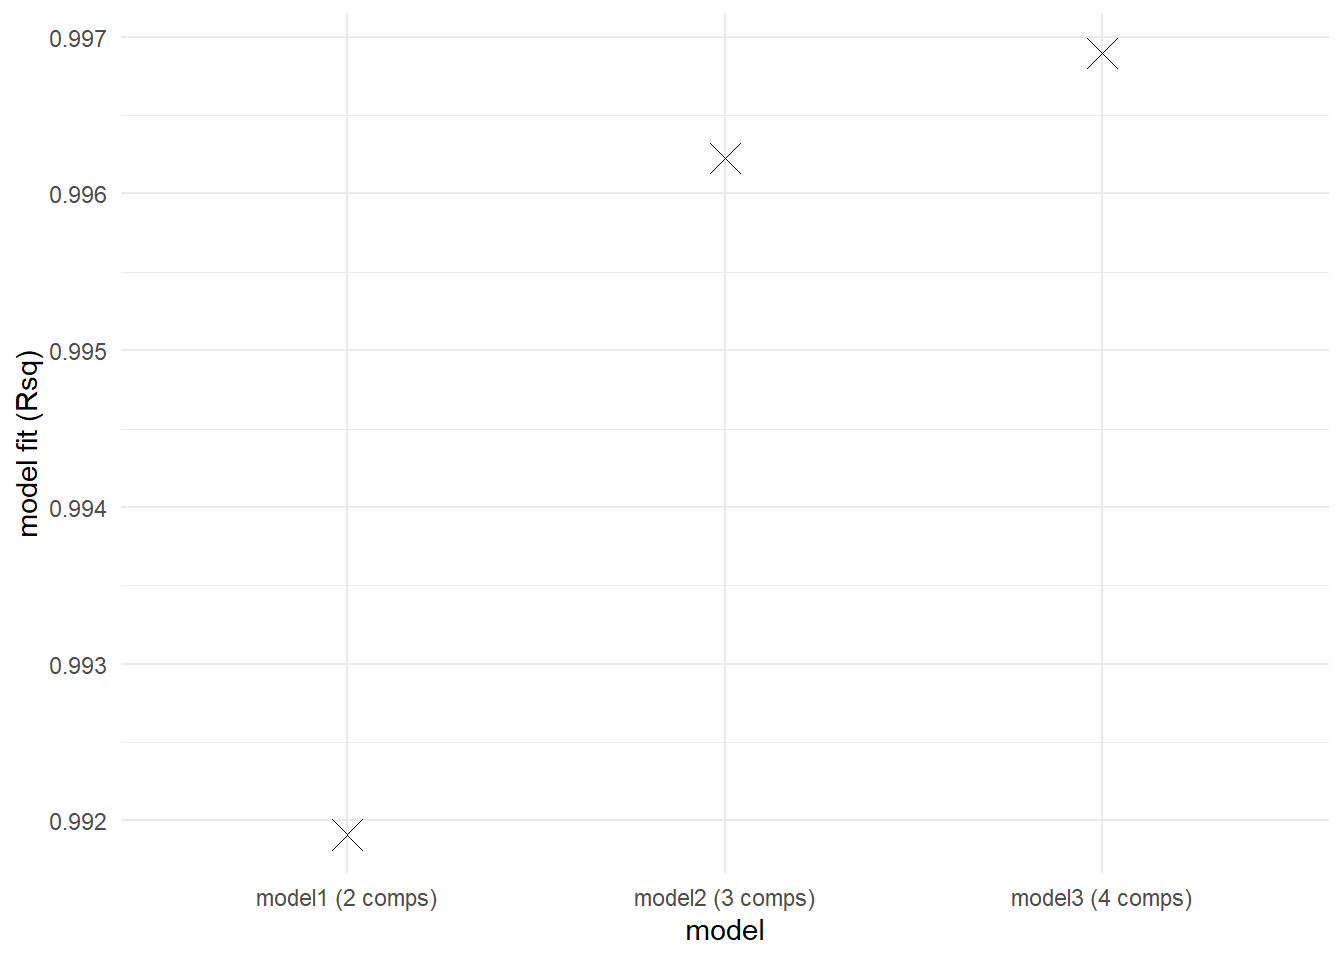 0.997
0.996
0.995
0.994
0.993
0.992
model fit (Rsq)
model1 (2 comps)
model2 (3 comps)
model3 (4 comps)
model